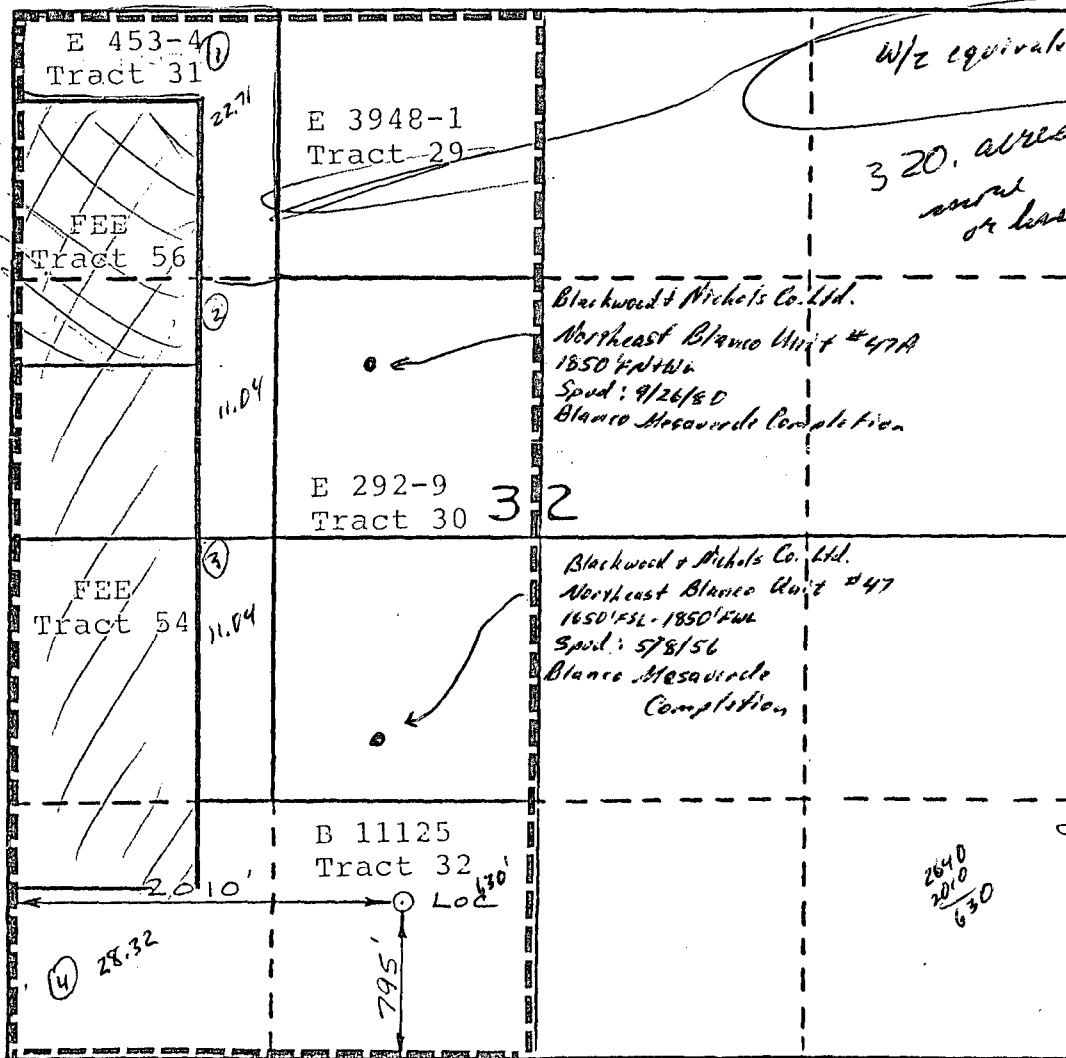 E 453-4 ①
Tract 31
22.71
E 3948-1
Tract 29
W/2
320. acres
or less
FEE
Tract 56
②
11.04
Blackwood & Nichols Co. Ltd.
Northeast Blanco Unit #47A
1850'
Spud: 9/26/80
Blanco Mesaverde Completion
E 292-9
Tract 30
32
③
FEE
Tract 54
11.04
Blackwood & Nichols Co. Ltd.
Northeast Blanco Unit #47
1650'FSL-1850'FWL
Spud: 5/8/56
Blanco Mesaverde
Completion
B 11125
Tract 32
2010'
LOC
630'
④ 28.32
795'
2640
2010
630